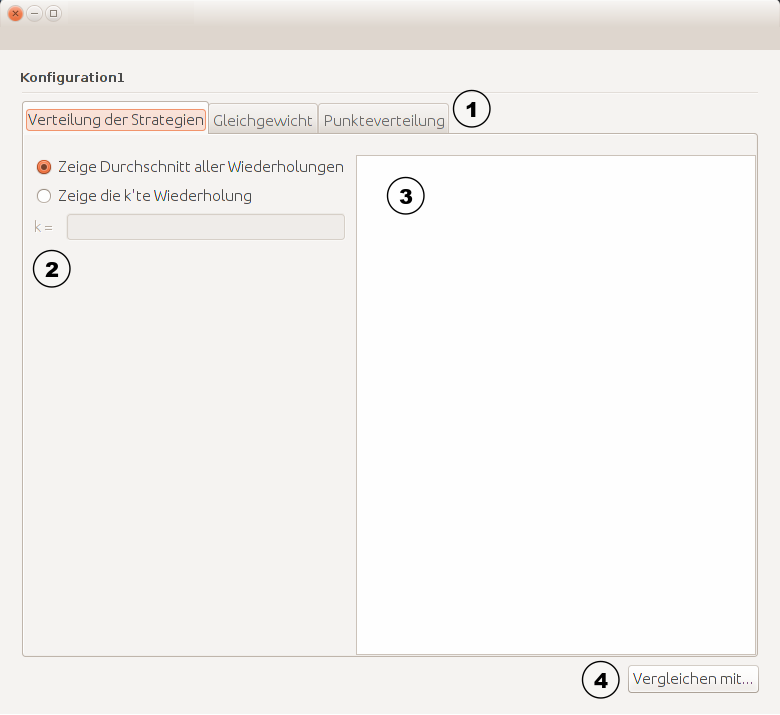 Konfiguration1
Verteilung der Strategien Gleichgewicht Punkteverteilung 1
Zeige Durchschnitt aller Wiederholungen
3
Zeige die k'te Wiederholung
k =
2
4 Vergleichen mit...